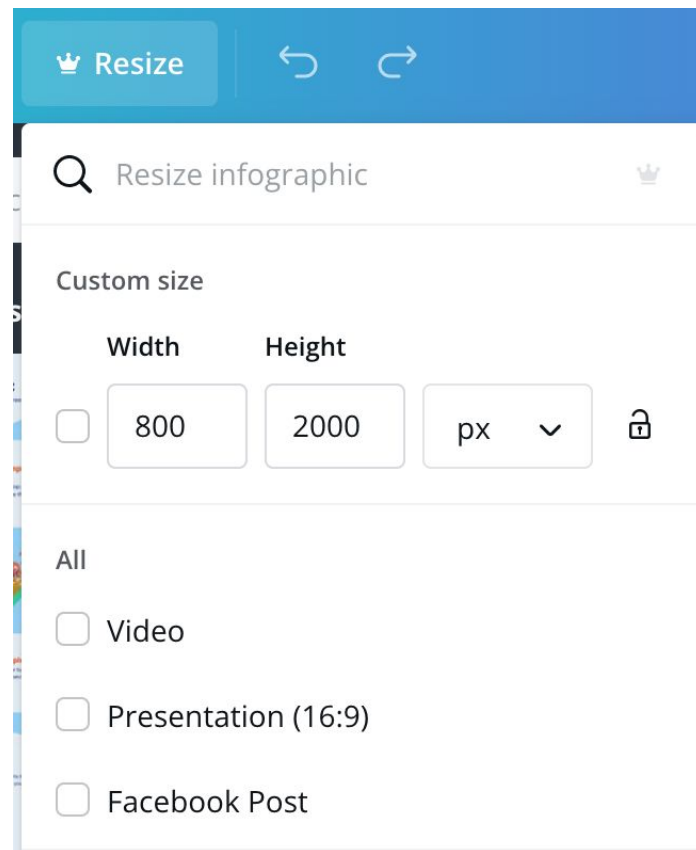 Resize
Resize infographic
Custom size
Width Height
800 2000 px
All
Video
Presentation (16:9)
Facebook Post